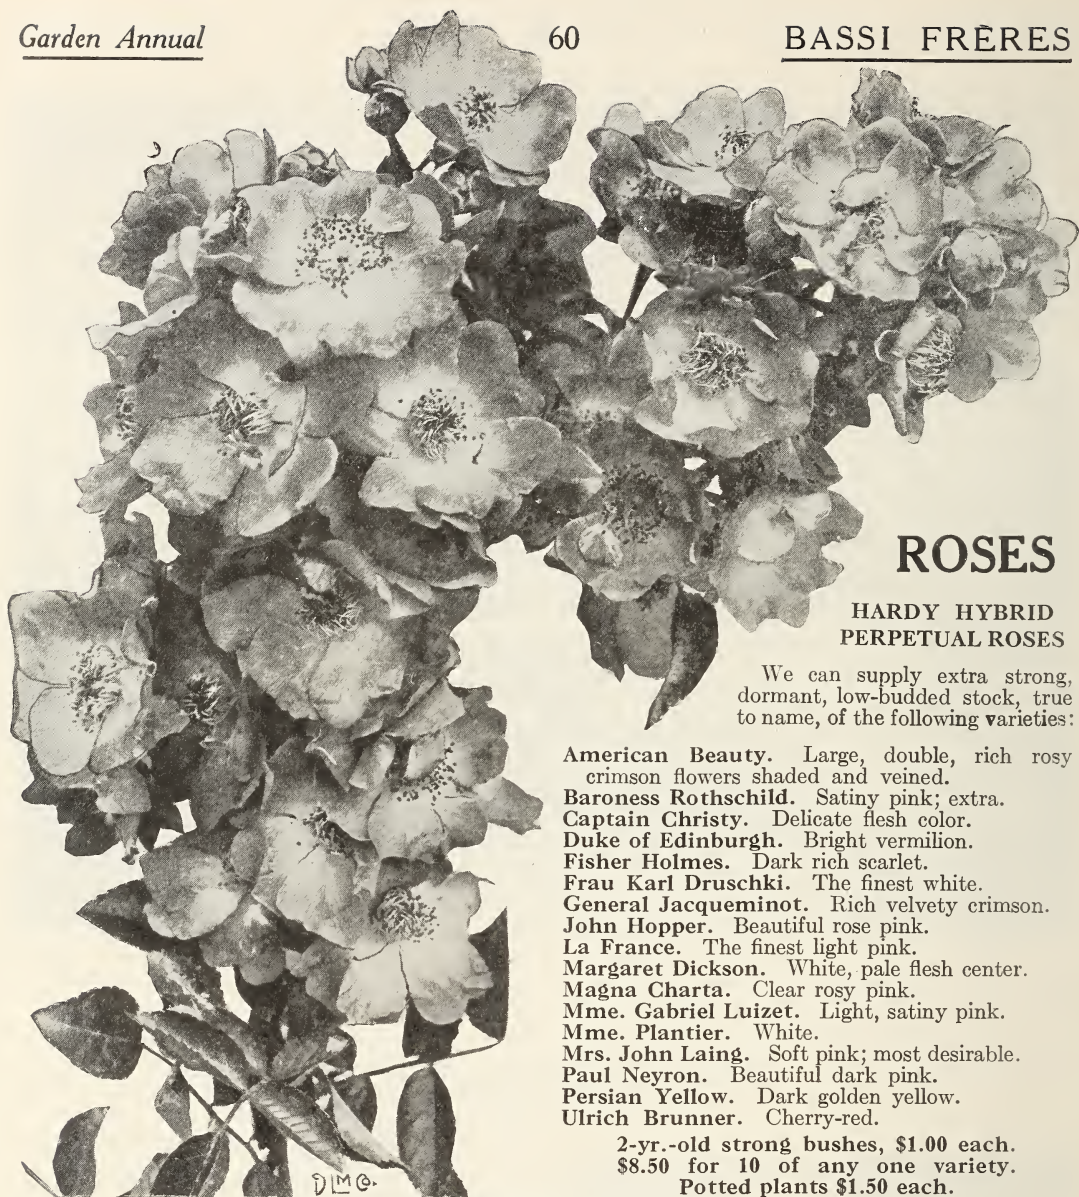 Garden Annual 60 BASSI FRÈRES
ROSES
HARDY HYBRID
PERPETUAL ROSES
We can supply extra strong,
dormant, low-budded stock, true
to name, of the following varieties:
American Beauty. Large, double, rich rosy
crimson flowers shaded and veined.
Baroness Rothschild. Satiny pink; extra.
Captain Christy. Delicate flesh color.
Duke of Edinburgh. Bright vermilion.
Fisher Holmes. Dark rich scarlet.
Frau Karl Druschki. The finest white.
General Jacqueminot. Rich velvety crimson.
John Hopper. Beautiful rose pink.
La France. The finest light pink.
Margaret Dickson. White, pale flesh center.
Magna Charta. Clear rosy pink.
Mme. Gabriel Luizet. Light, satiny pink.
Mme. Plantier. White.
Mrs. John Laing. Soft pink; most desirable.
Paul Neyron. Beautiful dark pink.
Persian Yellow. Dark golden yellow.
Ulrich Brunner. Cherry-red.
2-yr.-old strong bushes, $1.00 each.
$8.50 for 10 of any one variety.
Potted plants $1.50 each.